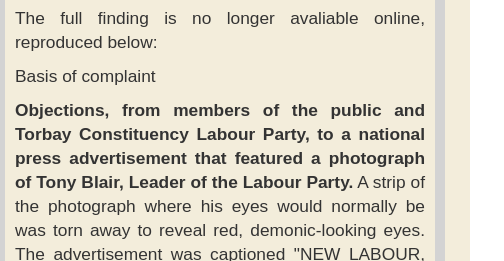 The full finding is no longer avaliable online,
reproduced below:
Basis of complaint
Objections, from members of the public and
Torbay Constituency Labour Party, to a national
press advertisement that featured a photograph
of Tony Blair, Leader of the Labour Party. A strip of
the photograph where his eyes would normally be
was torn away to reveal red, demonic-looking eyes.
The advertisement was captioned "NEW LABOUR,